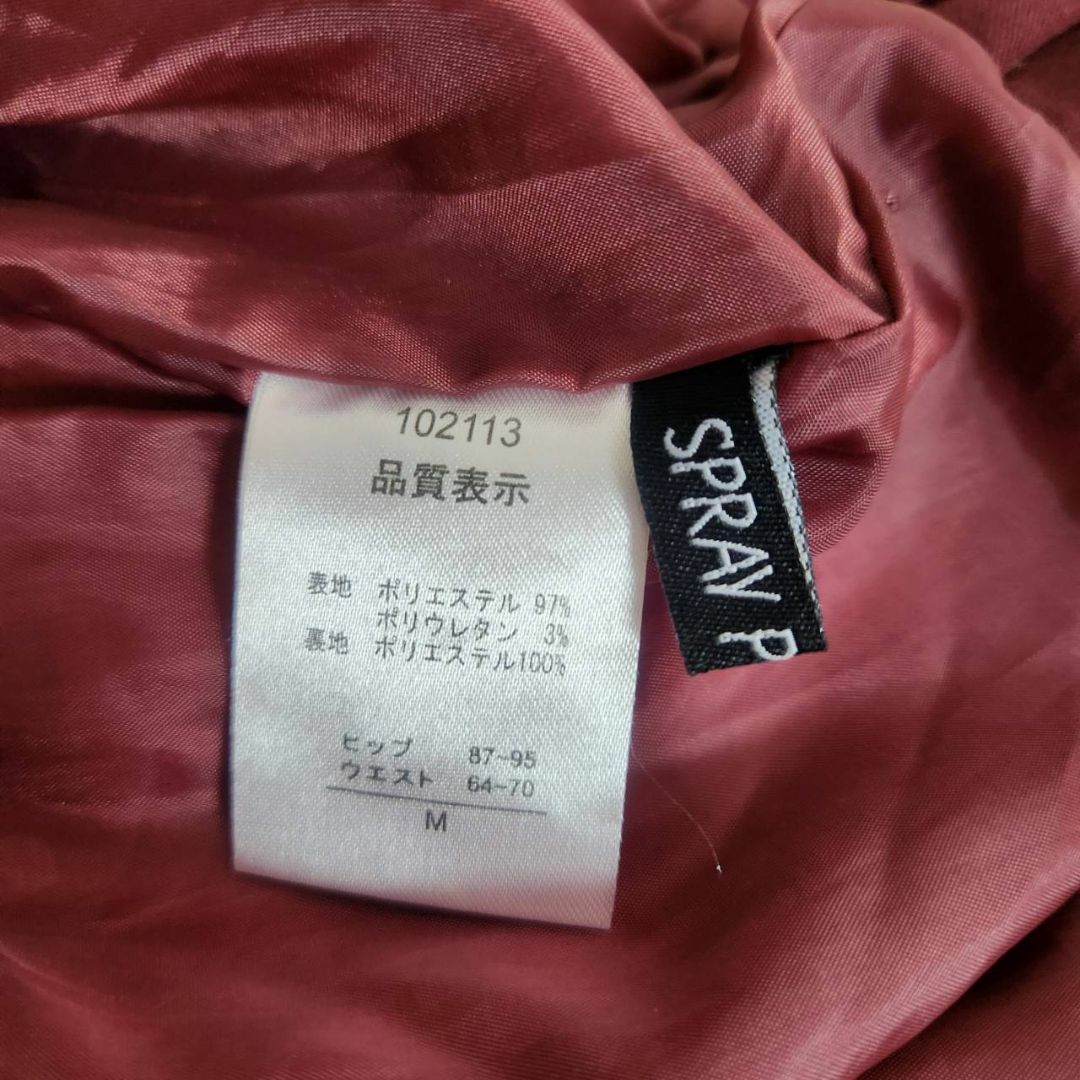 102113
品質表示
表地 ポリエステル 97%
ポリウレタン 3%
裏地 ポリエステル100%
ヒップ 87-95
ウエスト 64-70
M
SPRAY P